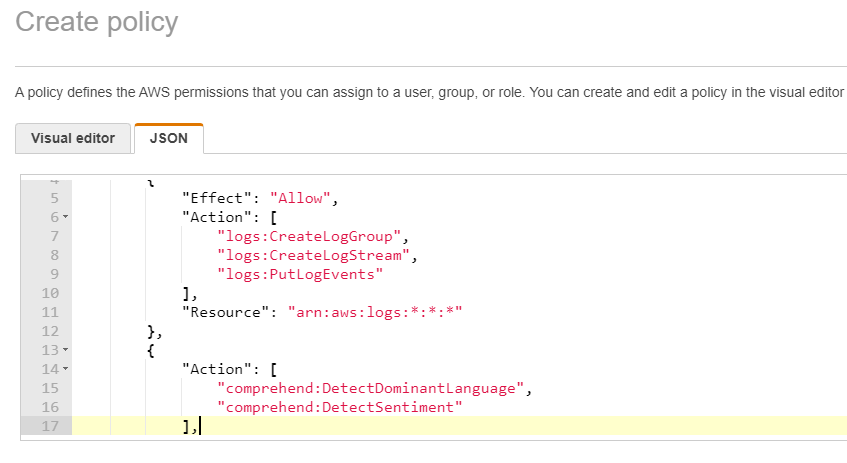 Create policy
A policy defines the AWS permissions that you can assign to a user, group, or role. You can create and edit a policy in the visual editor
Visual editor JSON
4 {
5 "Effect": "Allow",
6 "Action": [
7 "logs:CreateLogGroup",
8 "logs:CreateLogStream",
9 "logs:PutLogEvents"
10 ],
11 "Resource": "arn:aws:logs:*:*:*"
12 },
13 {
14 "Action": [
15 "comprehend:DetectDominantLanguage",
16 "comprehend:DetectSentiment"
17 ],